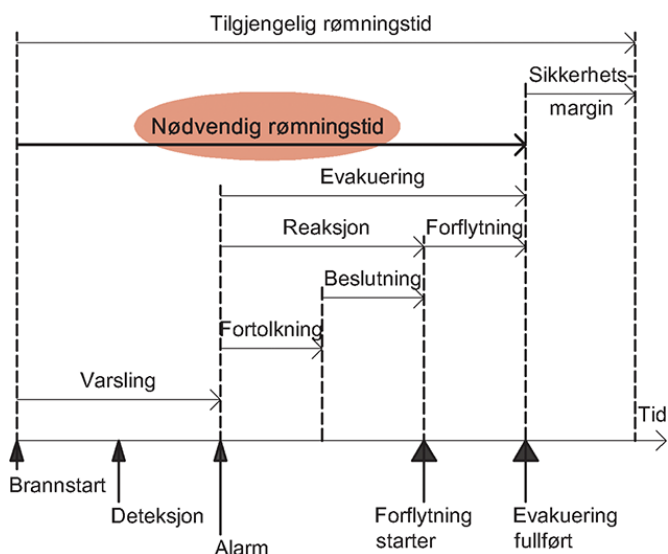 Tilgjengelig rømningstid
Sikkerhets-
margin
Nødvendig rømningstid
Evakuering
Reaksjon
Forflytning
Beslutning
Fortolkning
Varsling
Tid
Brannstart
Deteksjon
Alarm
Forflytning
starter
Evakuering
fullført